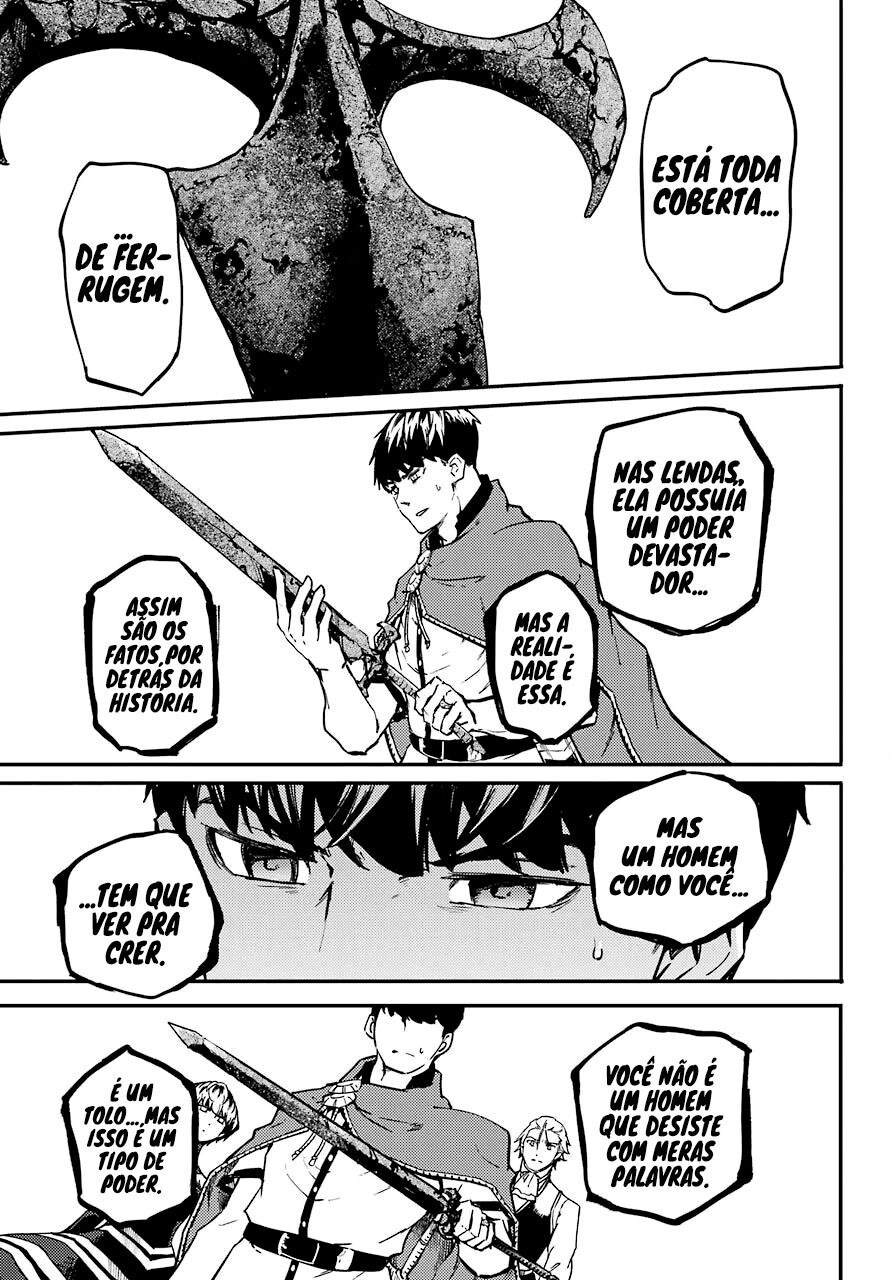 ESTÁ TODA
COBERTA...
...
DE FER-
RUGEM.
NAS LENDAS,
ELA POSSUÍA
UM PODER
DEVASTA-
DOR...
MAS A
REALI-
DADE É
ESSA.
ASSIM
SÃO OS
FATOS POR
DETRÁS DA
HISTÓRIA.
MAS
UM HOMEM
COMO VOCÊ...
...TEM QUE
VER PRA
CRER.
VOCÊ NÃO É
UM HOMEM
QUE DESISTE
COM MERAS
PALAVRAS.
É UM
TOLO... MAS
ISSO É UM
TIPO DE
PODER.